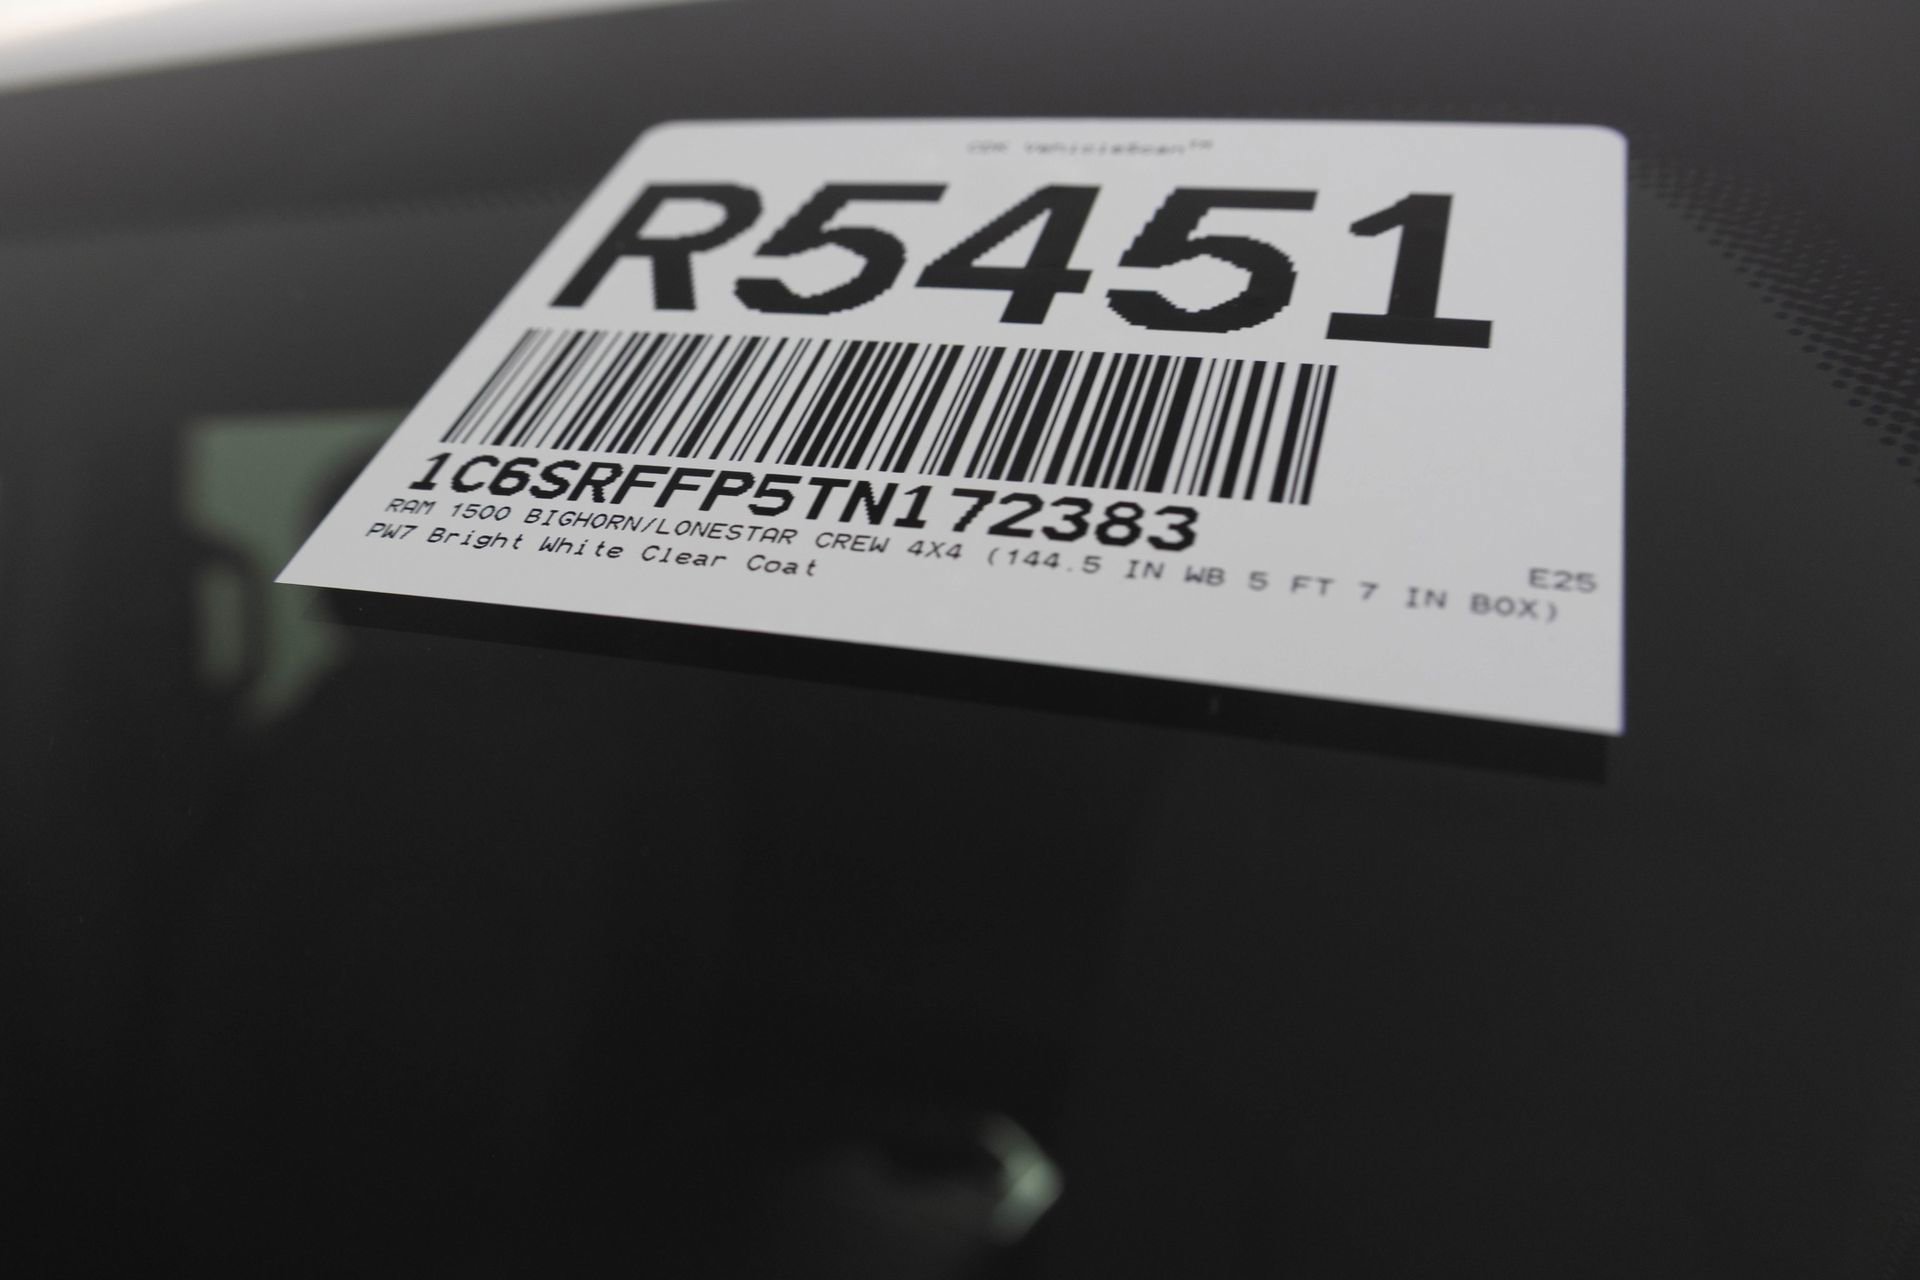 CDK VehicleScan™
R5451
1C6SRFFP5TN172383
RAM 1500 BIGHORN/LONESTAR CREW 4X4 (144.5 IN WB 5 FT 7 IN BOX)
PW7 Bright White Clear Coat
E25